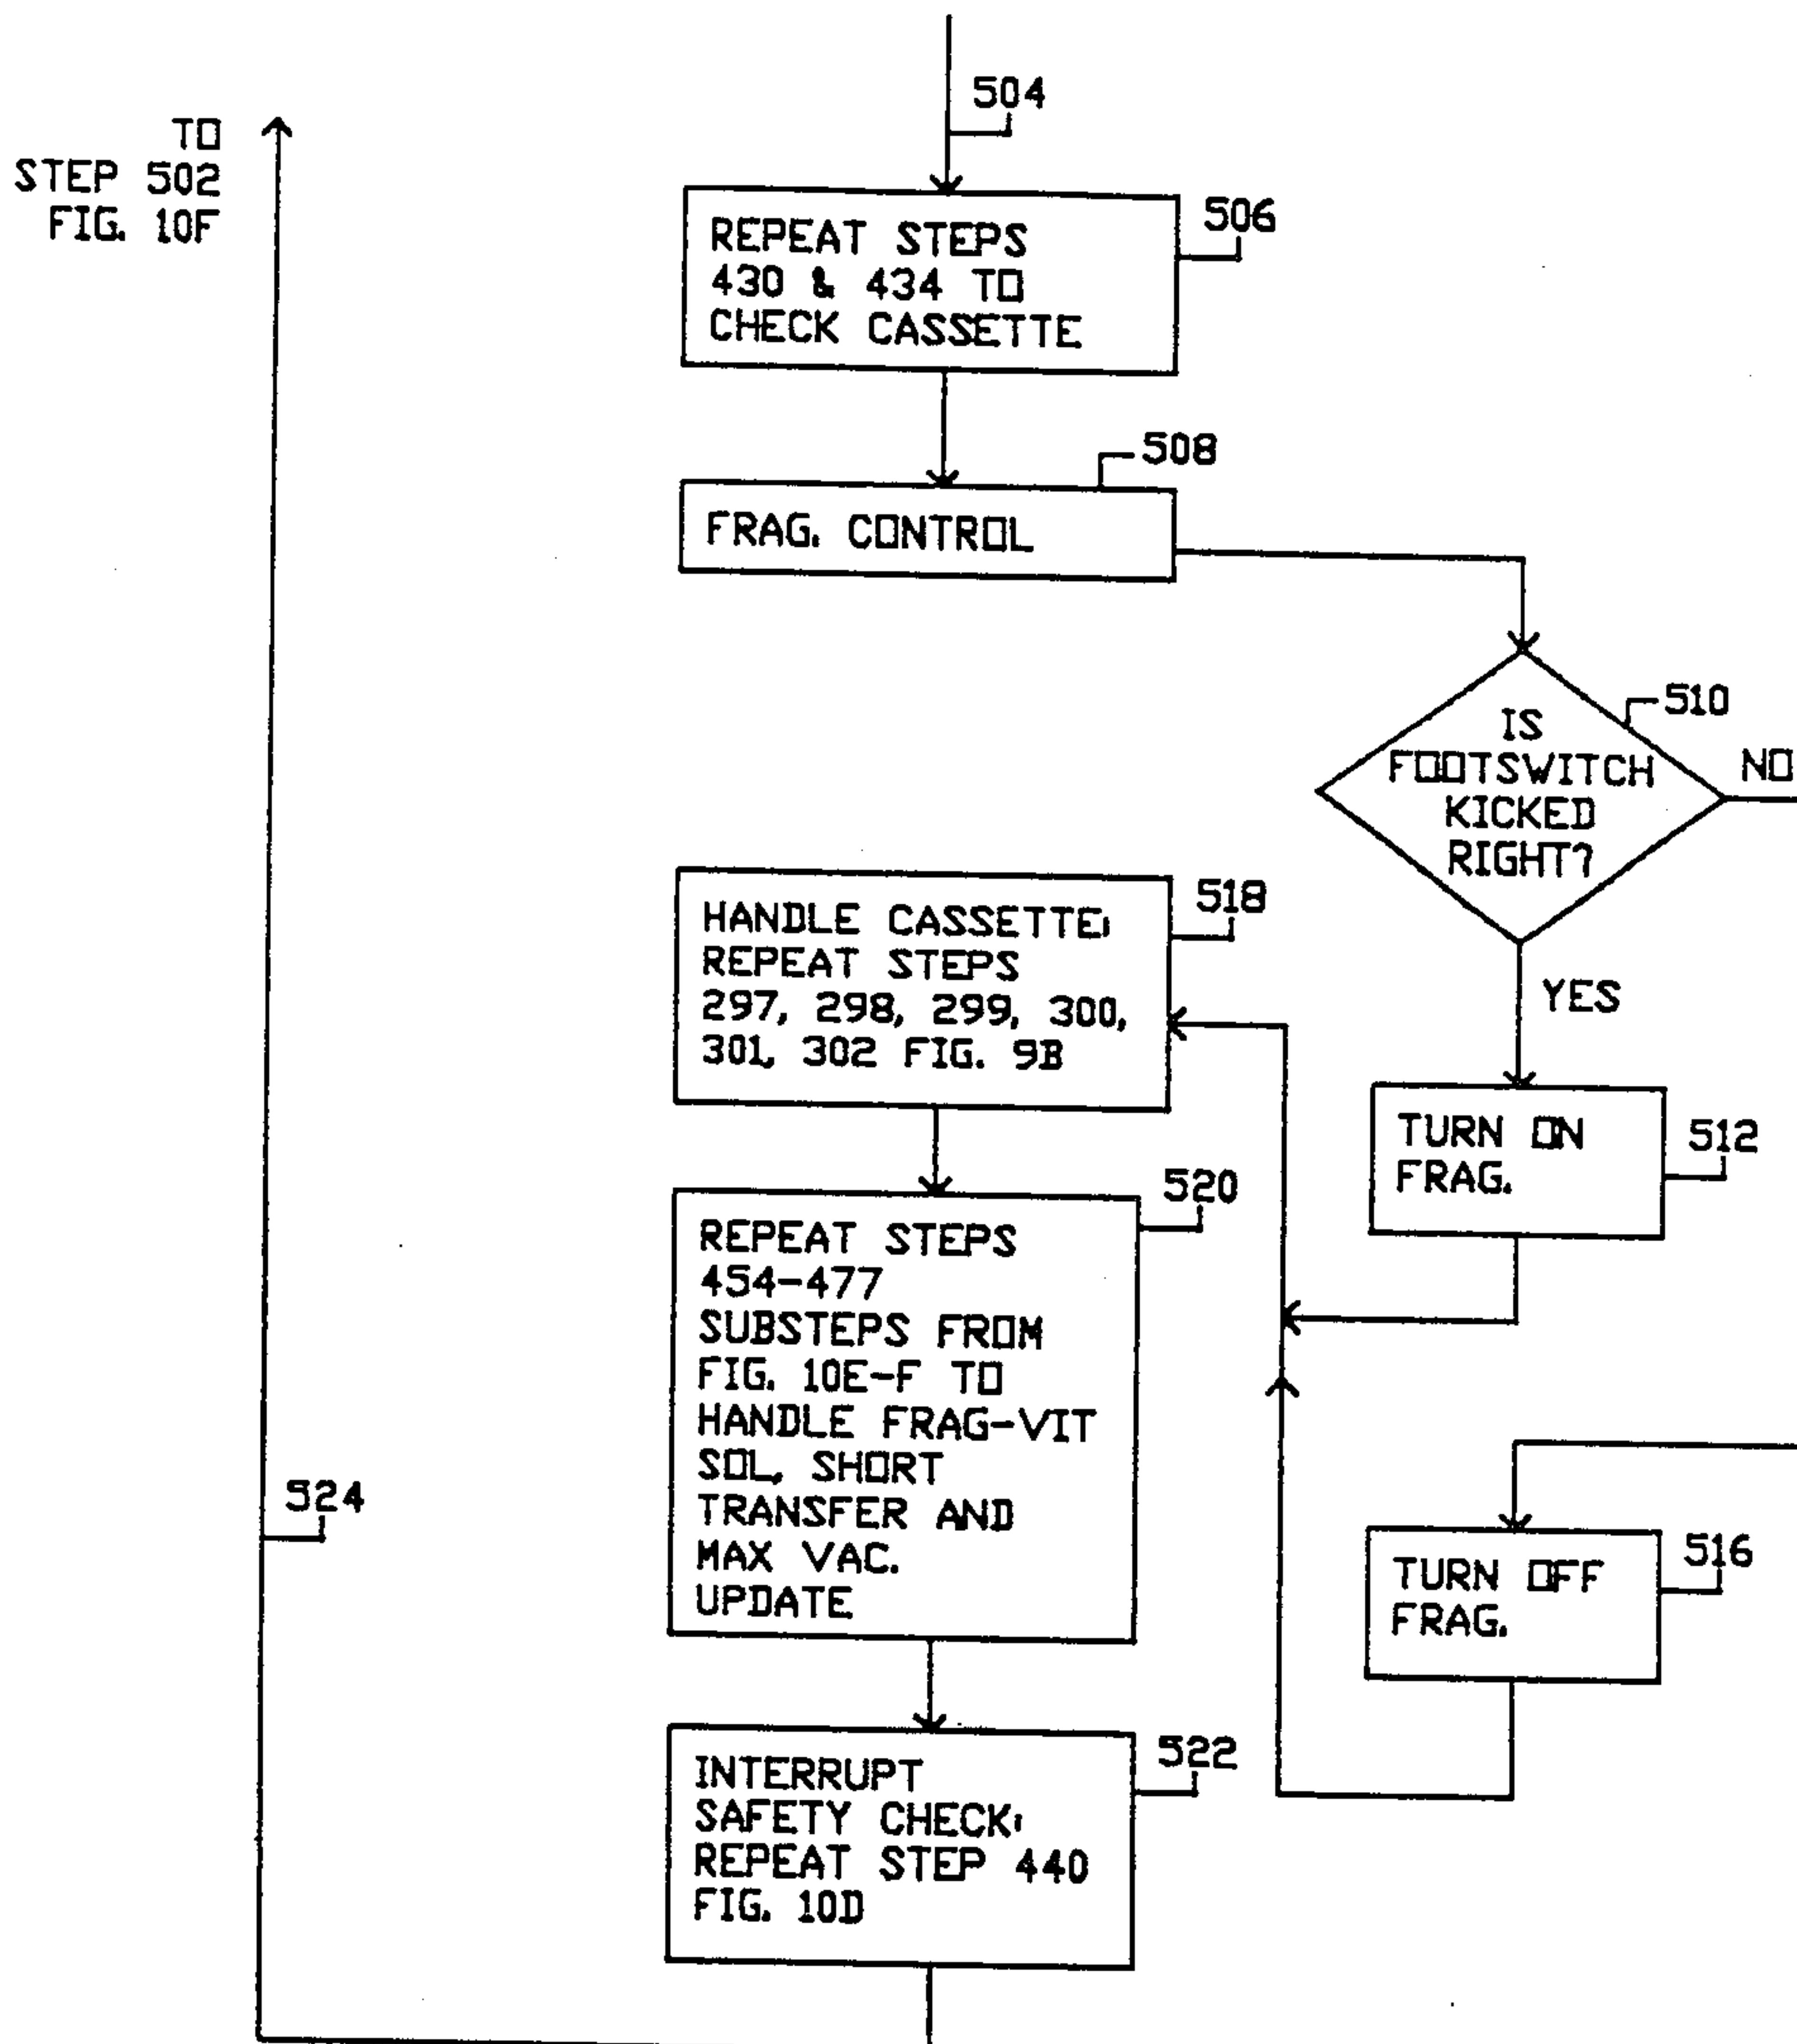 504
TO
STEP 502
FIG. 10F
506
REPEAT STEPS
430 & 434 TO
CHECK CASSETTE
508
FRAG. CONTROL
510
IS
FOOTSWITCH
KICKED
RIGHT?
NO
YES
512
TURN ON
FRAG.
516
TURN OFF
FRAG.
518
HANDLE CASSETTE:
REPEAT STEPS
297, 298, 299, 300,
301, 302 FIG. 9B
520
REPEAT STEPS
454-477
SUBSTEPS FROM
FIG. 10E-F TO
HANDLE FRAG-VIT
SOL, SHORT
TRANSFER AND
MAX VAC.
UPDATE
522
INTERRUPT
SAFETY CHECK:
REPEAT STEP 440
FIG. 10D
524